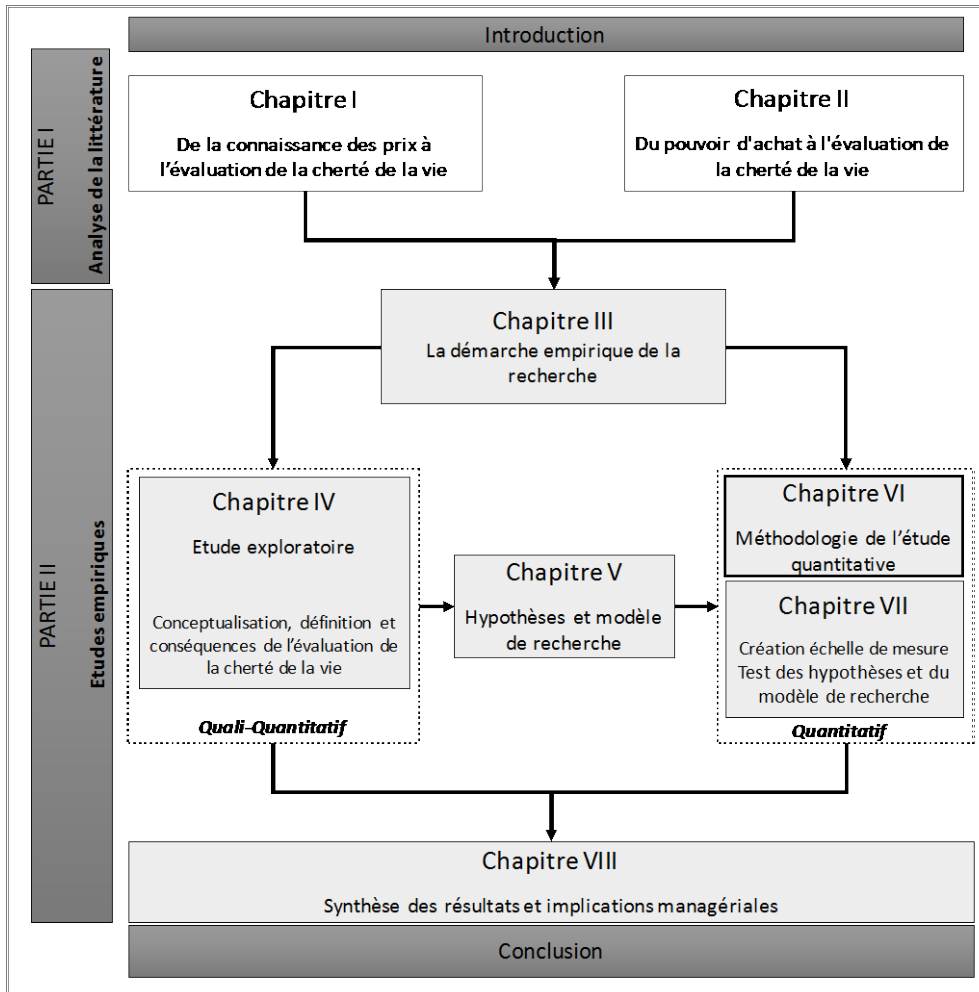 Introduction
PARTIE I
Analyse de la littérature
Chapitre I
De la connaissance des prix à
l'évaluation de la cherté de la vie
Chapitre II
Du pouvoir d'achat à l'évaluation de
la cherté de la vie
PARTIE II
Etudes empiriques
Chapitre III
La démarche empirique de la
recherche
Chapitre IV
Etude exploratoire
Conceptualisation, définition et
conséquences de l'évaluation de
la cherté de la vie
Quali-Quantitatif
Chapitre V
Hypothèses et modèle
de recherche
Chapitre VI
Méthodologie de l'étude
quantitative
Chapitre VII
Création échelle de mesure
Test des hypothèses et du
modèle de recherche
Quantitatif
Chapitre VIII
Synthèse des résultats et implications managériales
Conclusion